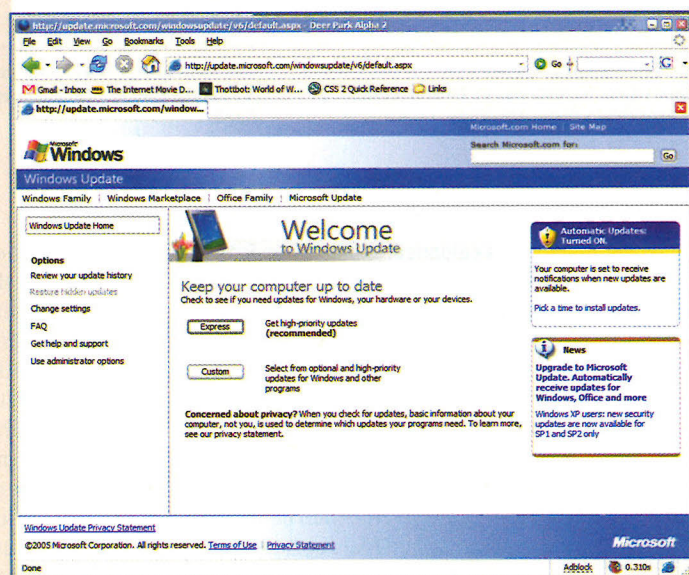 http://update.microsoft.com/windowsupdate/v6/default.aspx - Deer Park Alpha 2
File Edit View Go Bookmarks Tools Help
http://update.microsoft.com/windowsupdate/v6/default.aspx
Go
G
Gmail - Inbox
The Internet Movie D...
Thottbot: World of W...
CSS 2 Quick Reference
Links
http://update.microsoft.com/window...
Microsoft.com Home | Site Map
Microsoft
Windows
Search Microsoft.com for:
Go
Windows Update
Windows Family | Windows Marketplace | Office Family | Microsoft Update
Windows Update Home
Options
Review your update history
Restore hidden updates
Change settings
FAQ
Get help and support
Use administrator options
Welcome
to Windows Update
Keep your computer up to date
Check to see if you need updates for Windows, your hardware or your devices.
Express
Get high-priority updates
(recommended)
Custom
Select from optional and high-priority
updates for Windows and other
programs
Concerned about privacy? When you check for updates, basic information about your
computer, not you, is used to determine which updates your programs need. To learn more,
see our privacy statement.
Automatic Updates:
Turned ON.
Your computer is set to receive
notifications when new updates are
available.
Pick a time to install updates.
News
Upgrade to Microsoft
Update. Automatically
receive updates for
Windows, Office and more
Windows XP users: new security
updates are now available for
SP1 and SP2 only
Windows Update Privacy Statement
©2005 Microsoft Corporation. All rights reserved. Terms of Use | Privacy Statement
Microsoft
Done
Adblock
0.310s